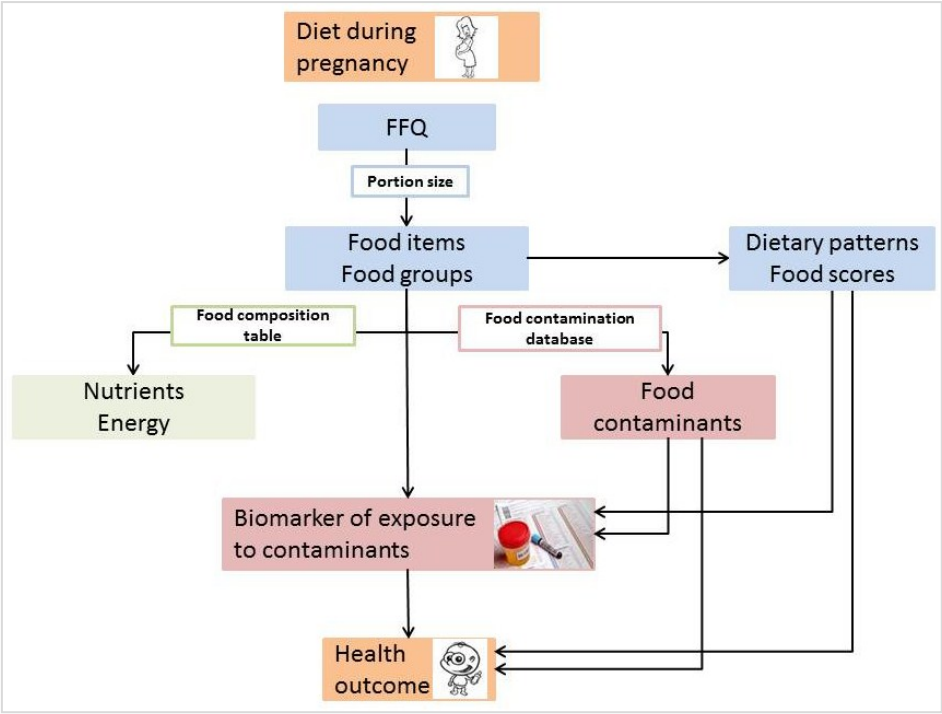 Diet during
pregnancy
FFQ
Portion size
Food items
Food groups
Dietary patterns
Food scores
Food composition
table
Food contamination
database
Nutrients
Energy
Food
contaminants
Biomarker of exposure
to contaminants
Health
outcome